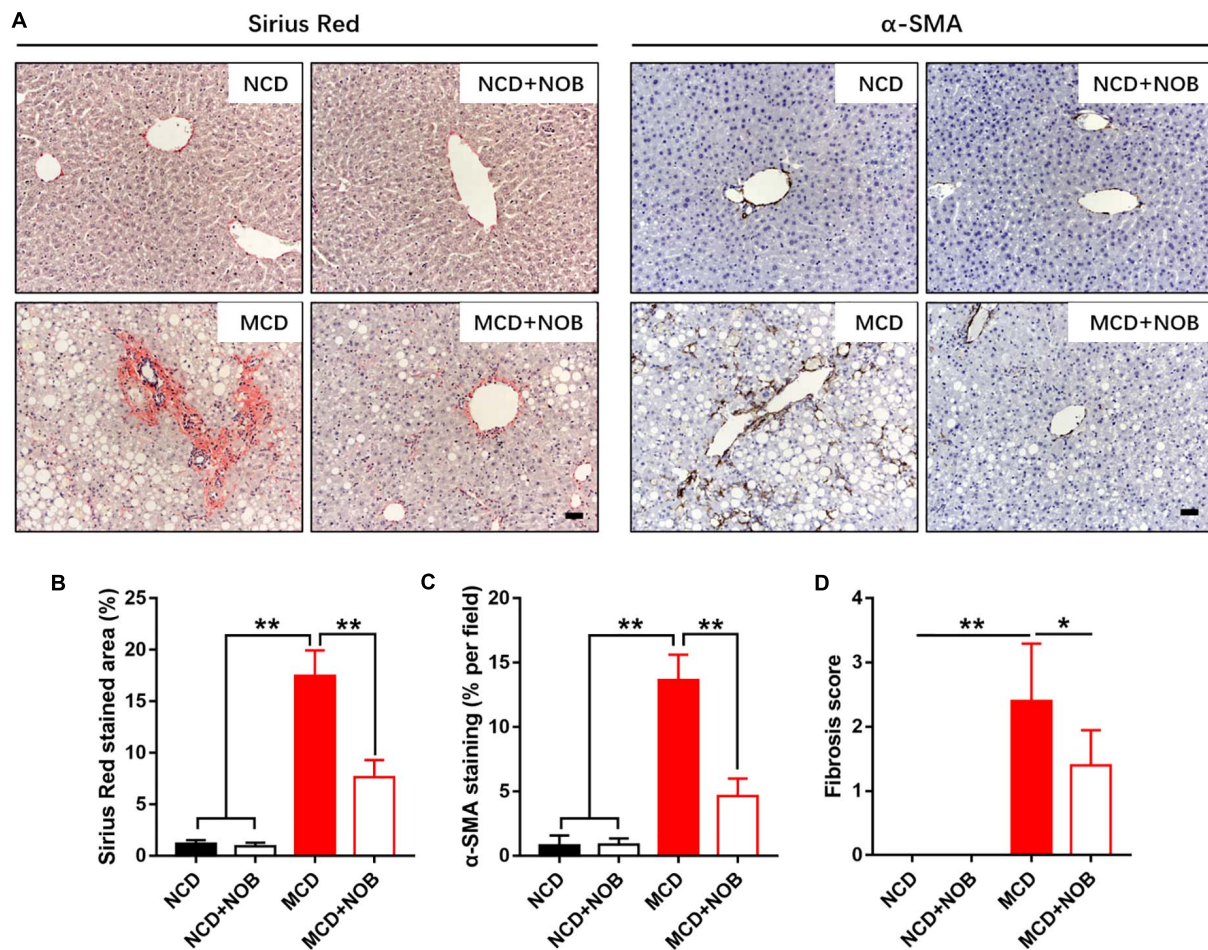 A
Sirius Red
α-SMA
NCD
NCD+NOB
NCD
NCD+NOB
MCD
MCD+NOB
MCD
MCD+NOB
B
Sirius Red stained area (%)
25
20
15
10
5
0
**
**
NCD
NCD+NOB
MCD
MCD+NOB
C
α-SMA staining (% per field)
20
15
10
5
0
**
**
NCD
NCD+NOB
MCD
MCD+NOB
D
Fibrosis score
4
3
2
1
0
**
*
NCD
NCD+NOB
MCD
MCD+NOB